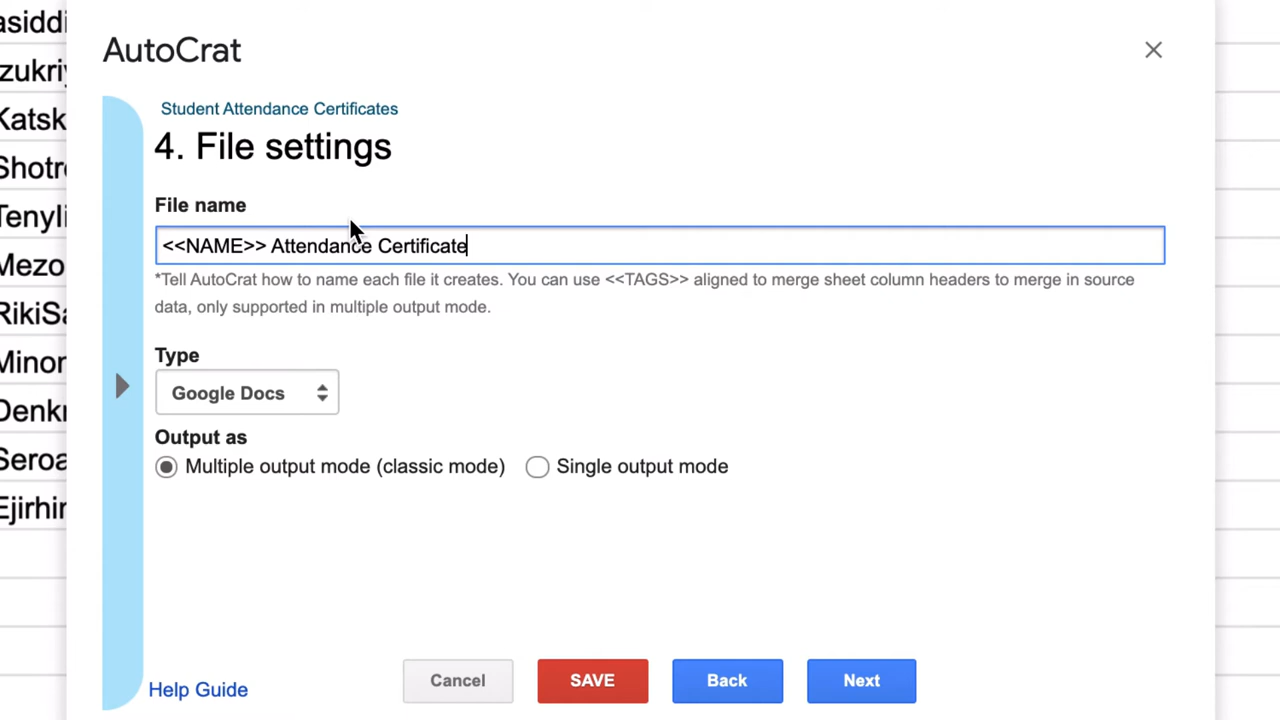 AutoCrat
Student Attendance Certificates
4. File settings
File name
<<NAME>> Attendance Certificate
*Tell AutoCrat how to name each file it creates. You can use <<TAGS>> aligned to merge sheet column headers to merge in source
data, only supported in multiple output mode.
Type
Google Docs
Output as
Multiple output mode (classic mode) Single output mode
Help Guide Cancel SAVE Back Next